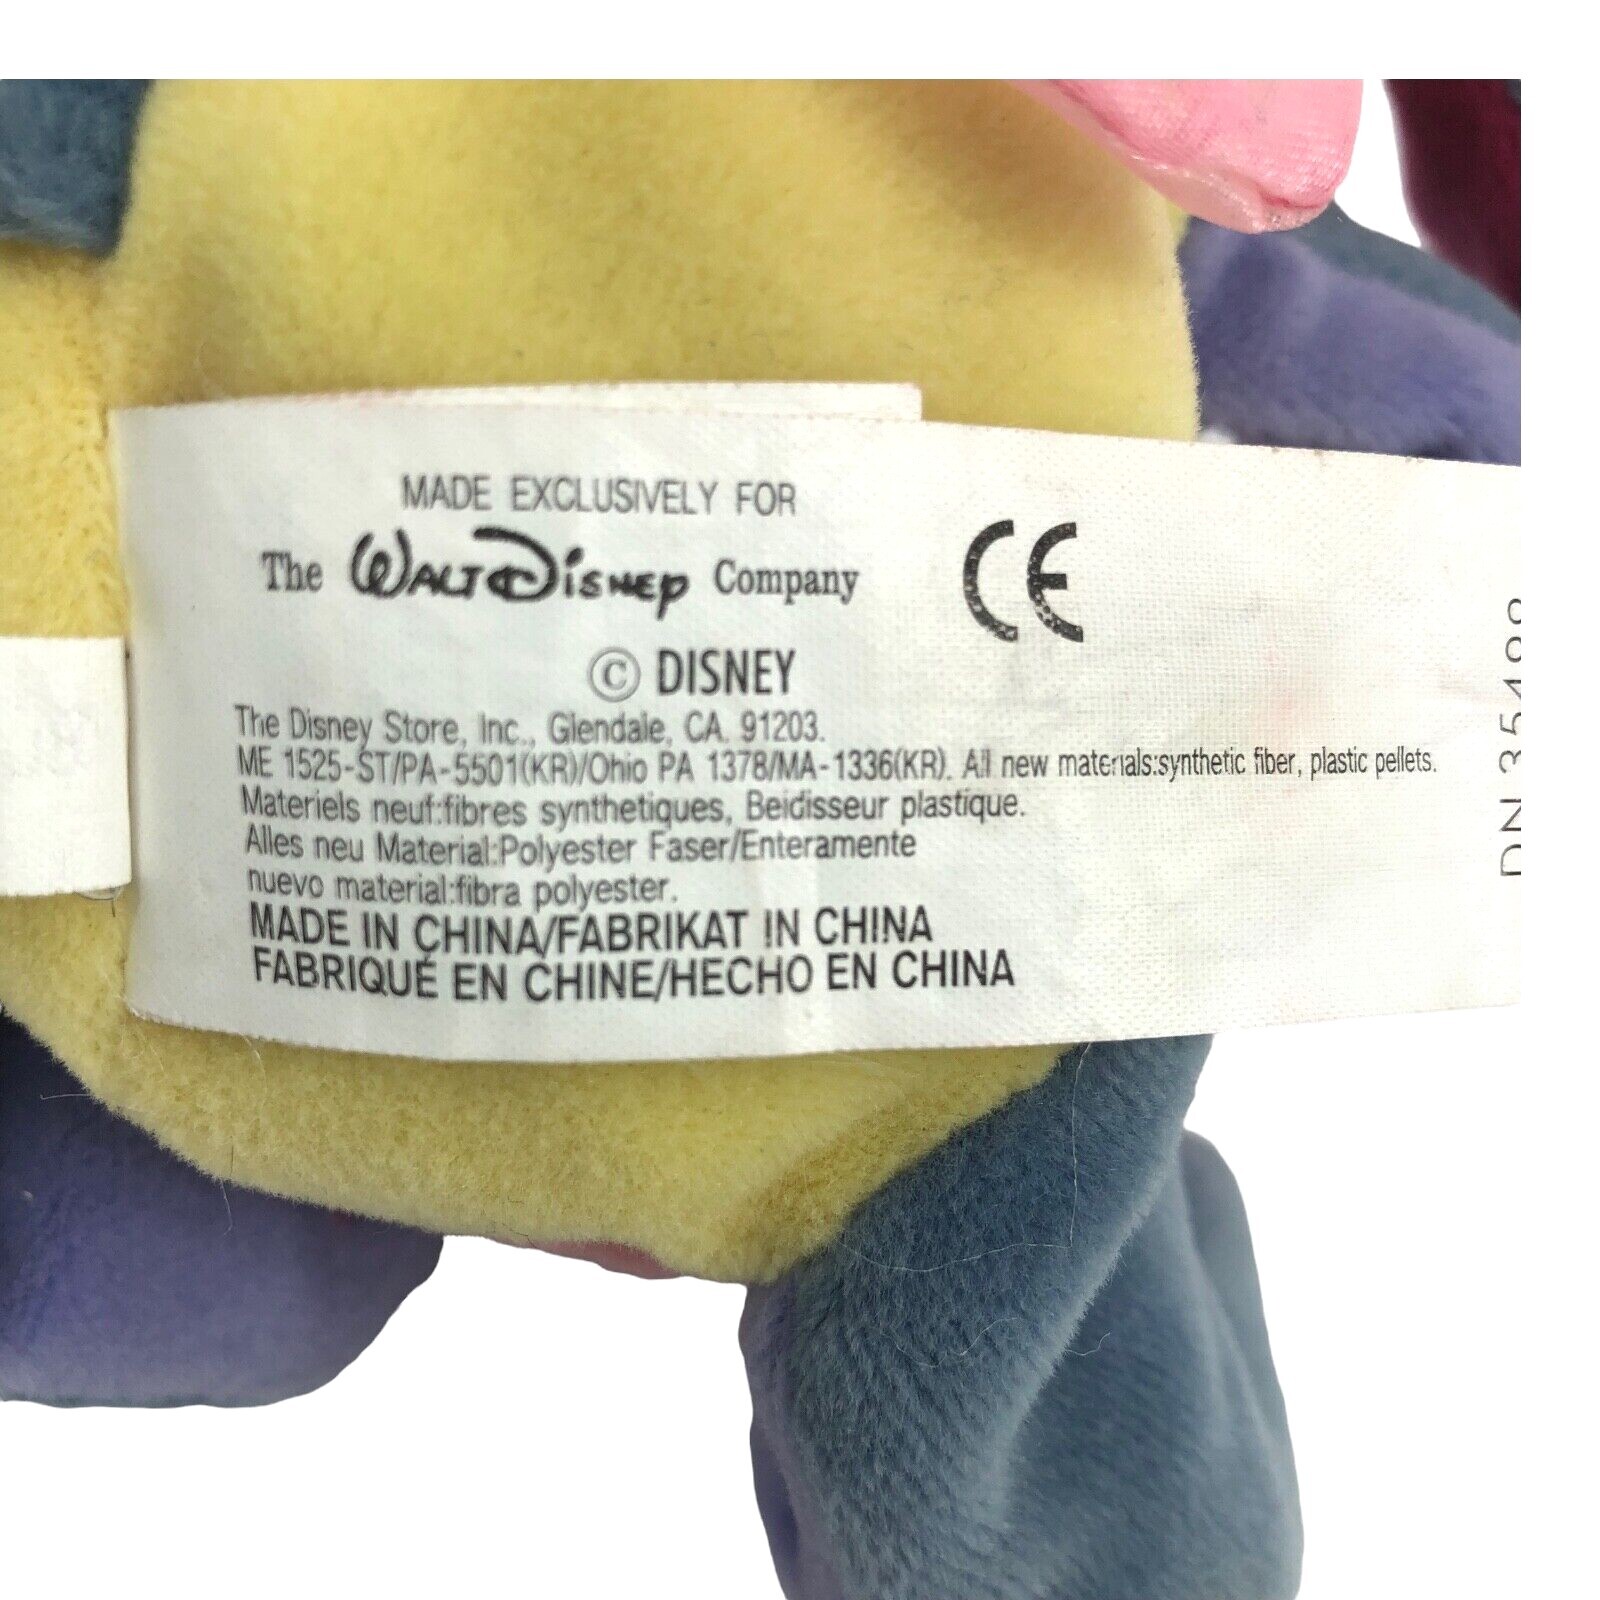 MADE EXCLUSIVELY FOR
The WALT DISNEY Company
CE
© DISNEY
The Disney Store, Inc., Glendale, CA. 91203.
ME 1525-ST/PA-5501(KR)/Ohio PA 1378/MA-1336(KR). All new materials:synthetic fiber, plastic pellets.
Materiels neuf:fibres synthetiques, Beidisseur plastique.
Alles neu Material:Polyester Faser/Enteramente
nuevo material:fibra polyester.
MADE IN CHINA/FABRIKAT IN CHINA
FABRIQUÉ EN CHINE/HECHO EN CHINA
DN